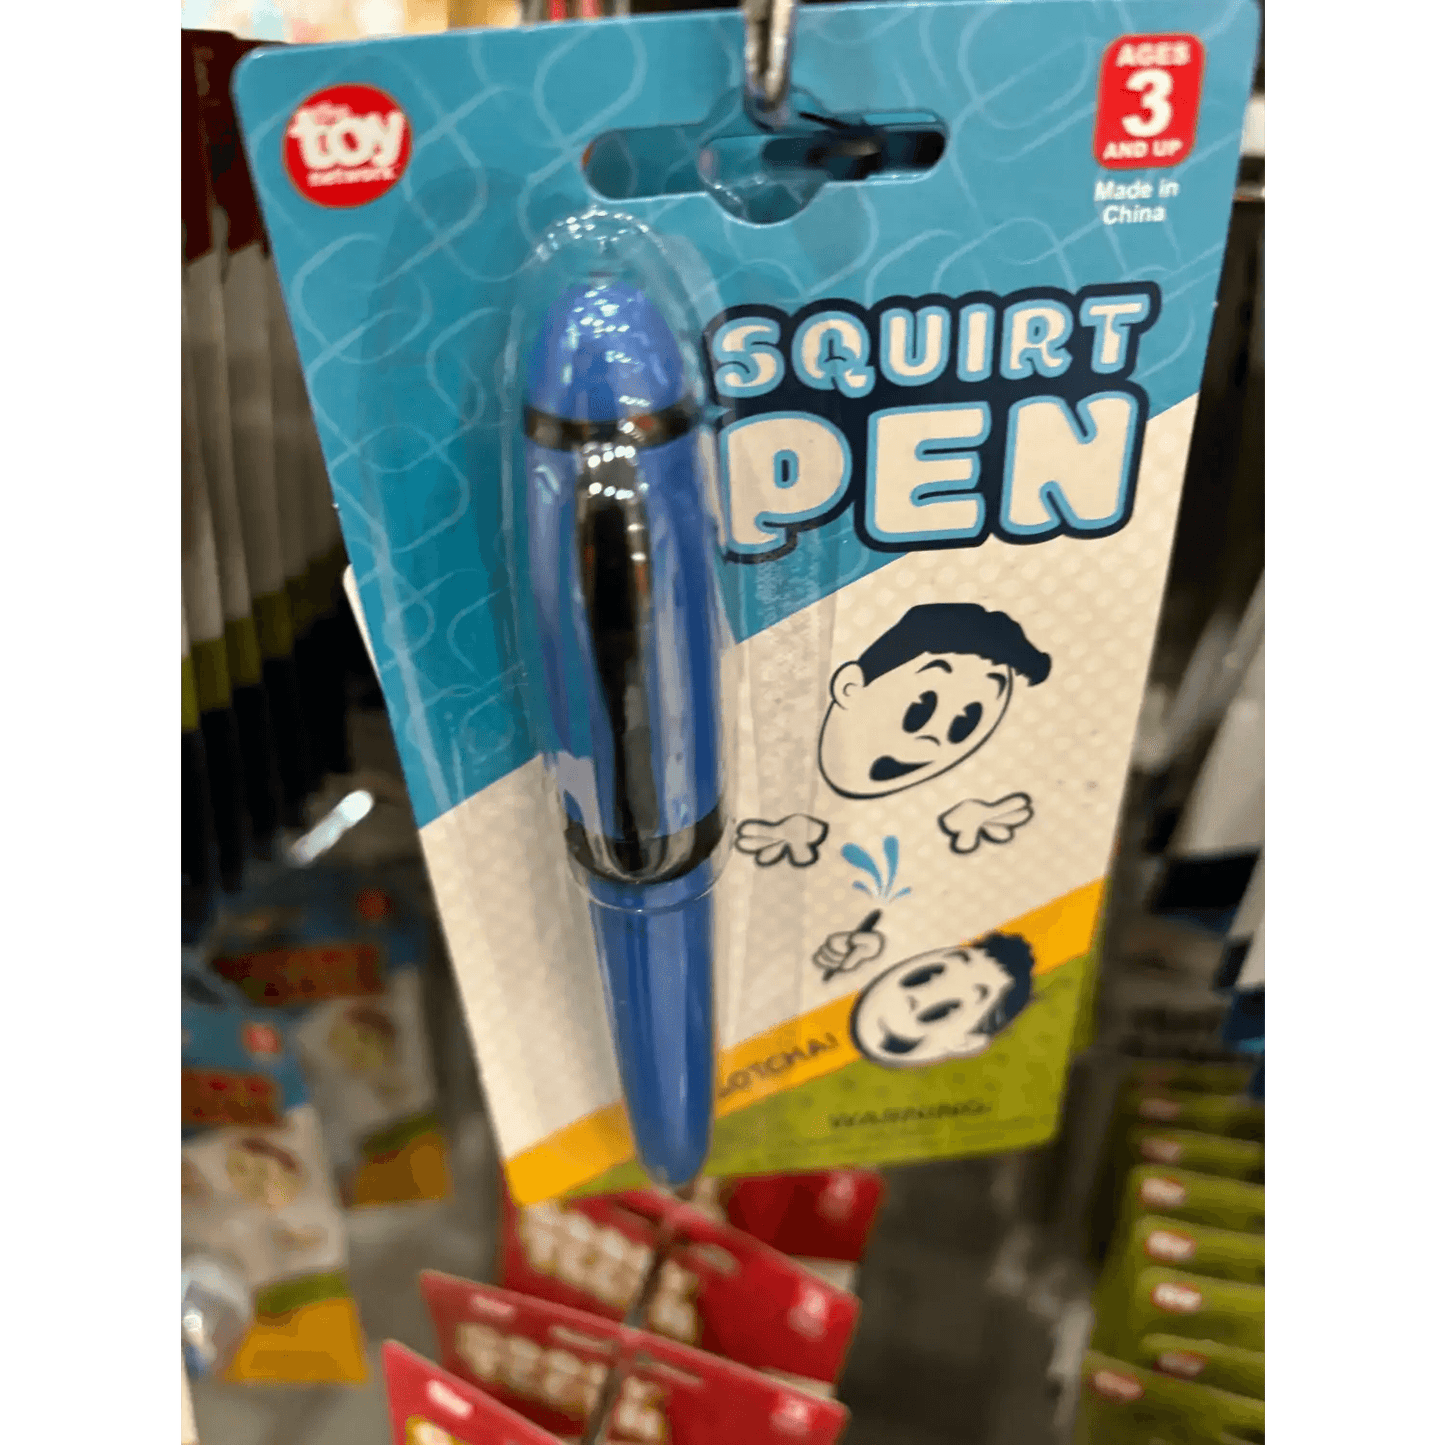 the
toy
network
AGES
3
AND UP
Made in
China
SQUIRT
PEN
GOTCHA!
WARNING: